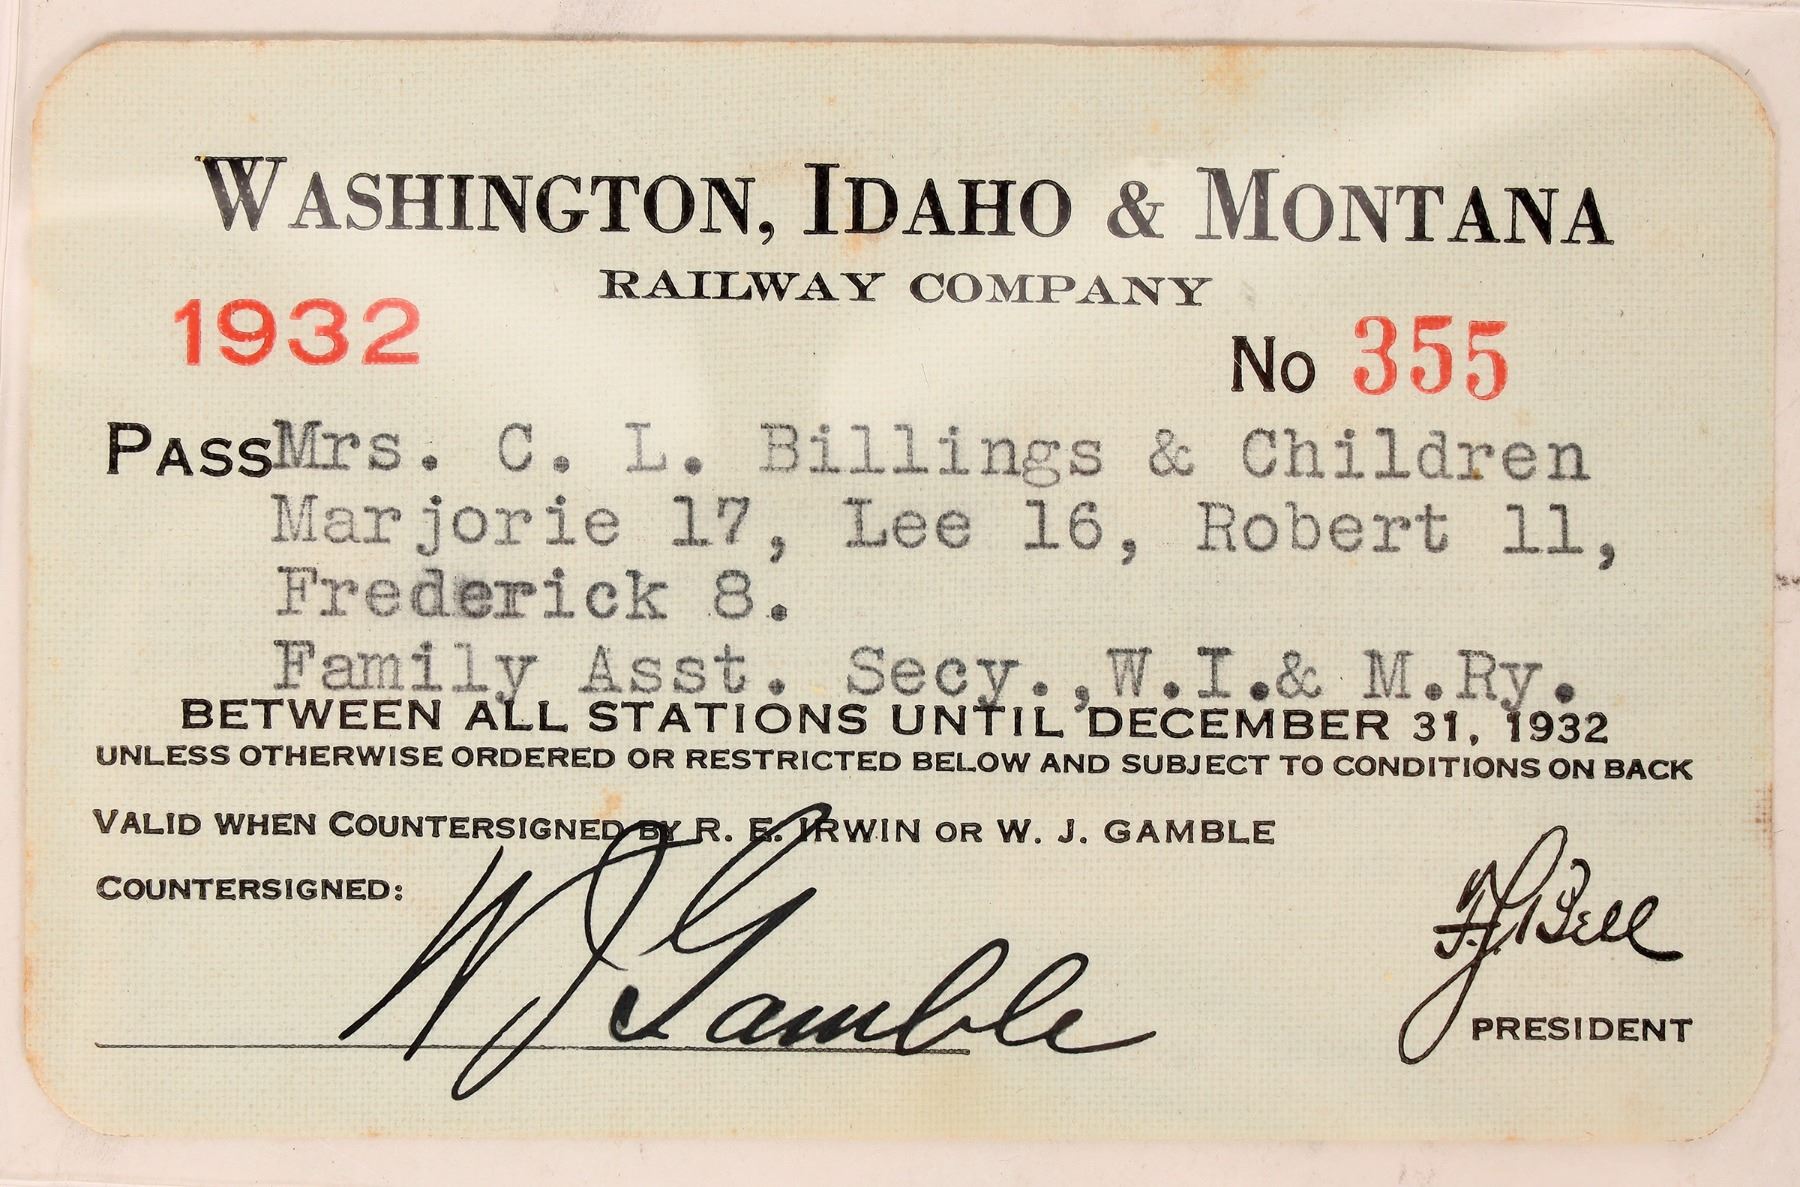 WASHINGTON, IDAHO & MONTANA
RAILWAY COMPANY
1932
No 355
PASS Mrs. C. L. Billings & Children
Marjorie 17, Lee 16, Robert 11,
Frederick 8.
Family Asst. Secy.,W.I.& M.Ry.
BETWEEN ALL STATIONS UNTIL DECEMBER 31, 1932
UNLESS OTHERWISE ORDERED OR RESTRICTED BELOW AND SUBJECT TO CONDITIONS ON BACK
VALID WHEN COUNTERSIGNED BY R. E. IRWIN OR W. J. GAMBLE
COUNTERSIGNED:
W J Gamble
F.J. Bell
PRESIDENT